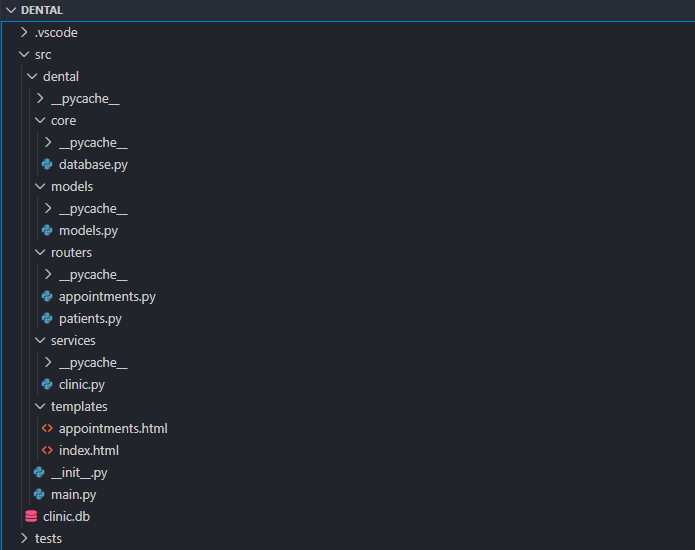 DENTAL
.vscode
src
dental
__pycache__
core
__pycache__
database.py
models
__pycache__
models.py
routers
__pycache__
appointments.py
patients.py
services
__pycache__
clinic.py
templates
appointments.html
index.html
__init__.py
main.py
clinic.db
tests